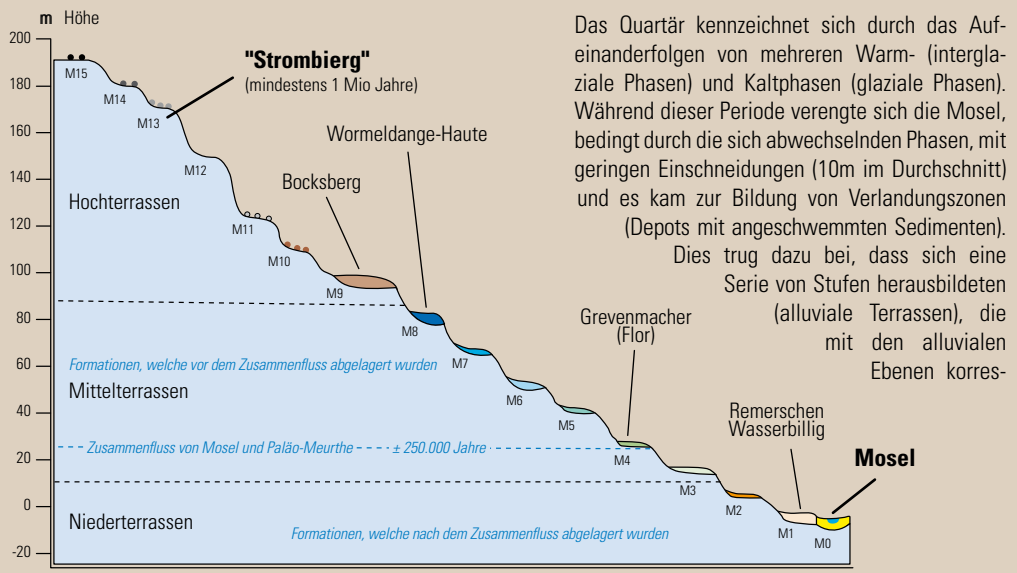 m Höhe
200
180
160
140
120
100
80
60
40
20
0
-20
M15
M14
M13
"Strombierg"
(mindestens 1 Mio Jahre)
M12
Wormeldange-Haute
Bocksberg
Hochterrassen
M11
M10
M9
M8
Grevenmacher
(Flor)
M7
Formationen, welche vor dem Zusammenfluss abgelagert wurden
Mittelterrassen
M6
M5
Remerschen
Wasserbillig
Zusammenfluss von Mosel und Paläo-Meurthe
± 250.000 Jahre
M4
Mosel
M3
M2
Niederterrassen
Formationen, welche nach dem Zusammenfluss abgelagert wurden
M1
M0
Das Quartär kennzeichnet sich durch das Auf-
einanderfolgen von mehreren Warm- (intergla-
ziale Phasen) und Kaltphasen (glaziale Phasen).
Während dieser Periode verengte sich die Mosel,
bedingt durch die sich abwechselnden Phasen, mit
geringen Einschneidungen (10m im Durchschnitt)
und es kam zur Bildung von Verlandungszonen
(Depots mit angeschwemmten Sedimenten).
Dies trug dazu bei, dass sich eine
Serie von Stufen herausbildeten
(alluviale Terrassen), die
mit den alluvialen
Ebenen korres-